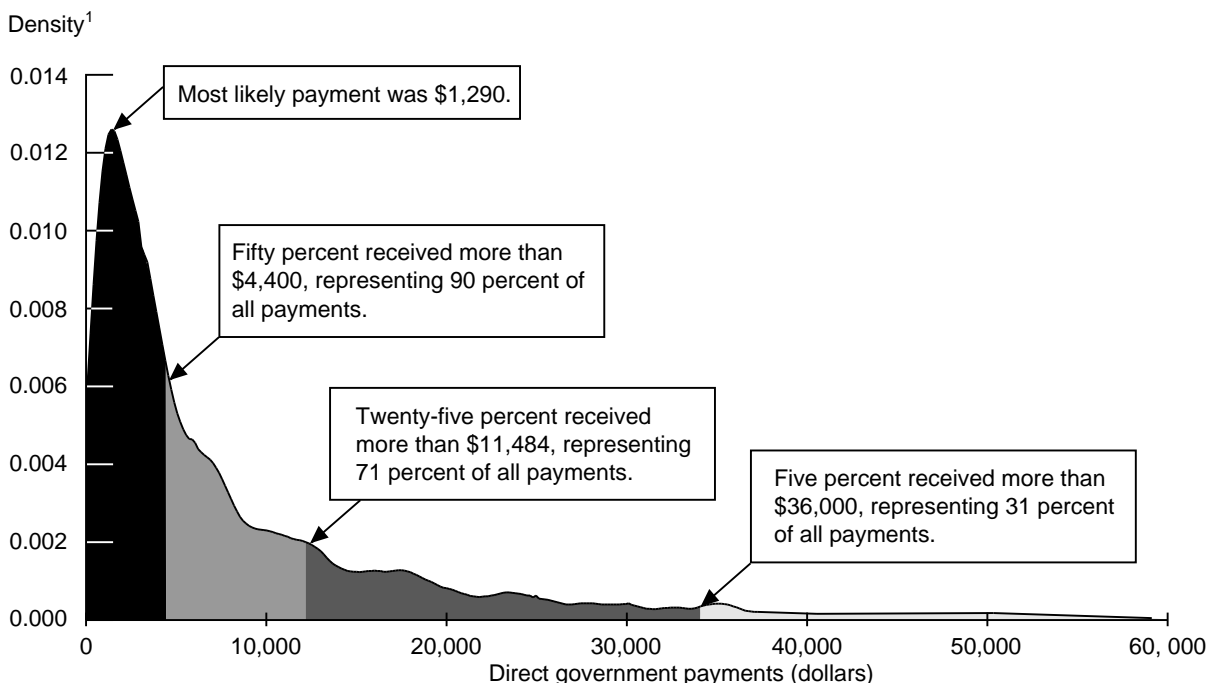 Density1
0.014
Most likely payment was $1,290.
0.012
0.010
Fifty percent received more than
$4,400, representing 90 percent of
all payments.
0.008
0.006
Twenty-five percent received
more than $11,484, representing
71 percent of all payments.
0.004
Five percent received more than
$36,000, representing 31 percent
of all payments.
0.002
0.000
0 10,000 20,000 30,000 40,000 50,000 60, 000
Direct government payments (dollars)